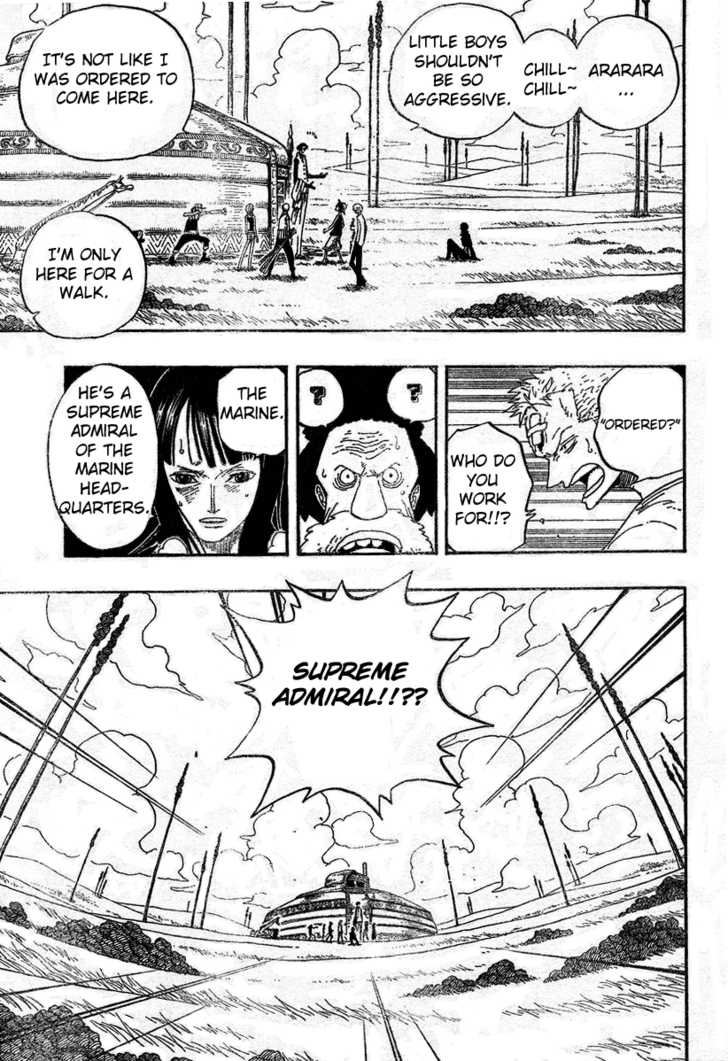 ARARARA
...
CHILL~
CHILL~
LITTLE BOYS
SHOULDN'T
BE SO
AGGRESSIVE.
IT'S NOT LIKE I
WAS ORDERED TO
COME HERE.
I'M ONLY
HERE FOR A
WALK.
"ORDERED?"
WHO DO
YOU
WORK
FOR!!?
?
?
THE
MARINE.
HE'S A
SUPREME
ADMIRAL
OF THE
MARINE
HEAD-
QUARTERS.
SUPREME
ADMIRAL!!??